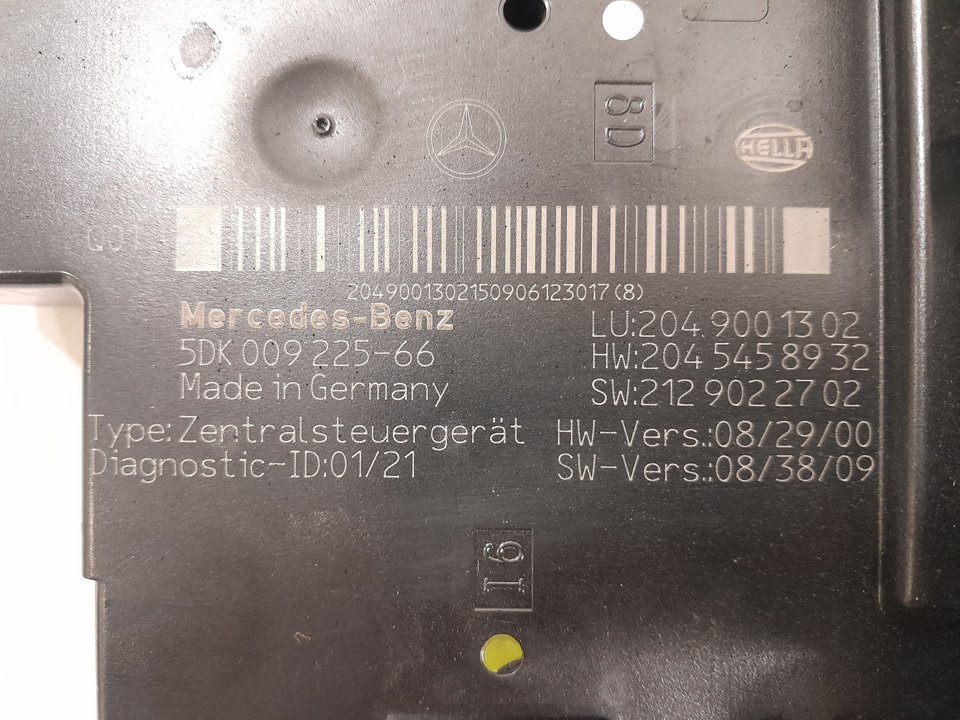 8D
HELLA
G01
2049001302150906123017(8)
Mercedes-Benz
LU:204 900 13 02
5DK 009 225-66
HW:204 545 89 32
Made in Germany
SW:212 902 27 02
Type: Zentralsteuergerät
HW-Vers.:08/29/00
Diagnostic-ID:01/21
SW-Vers.:08/38/09